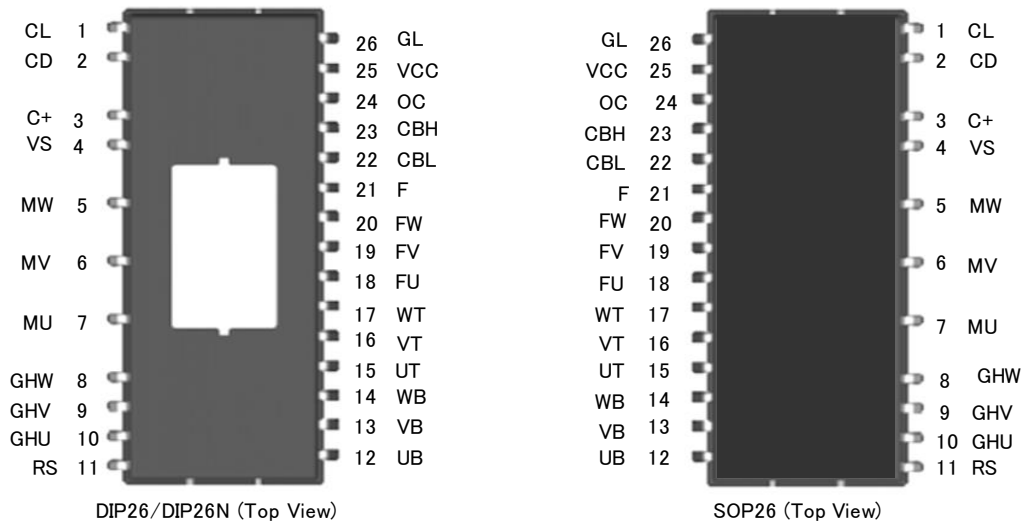 CL 1
CD 2
C+ 3
VS 4
MW 5
MV 6
MU 7
GHW 8
GHV 9
GHU 10
RS 11
26 GL
25 VCC
24 OC
23 CBH
22 CBL
21 F
20 FW
19 FV
18 FU
17 WT
16 VT
15 UT
14 WB
13 VB
12 UB
DIP26/DIP26N (Top View)
GL 26
VCC 25
OC 24
CBH 23
CBL 22
F 21
FW 20
FV 19
FU 18
WT 17
VT 16
UT 15
WB 14
VB 13
UB 12
1 CL
2 CD
3 C+
4 VS
5 MW
6 MV
7 MU
8 GHW
9 GHV
10 GHU
11 RS
SOP26 (Top View)